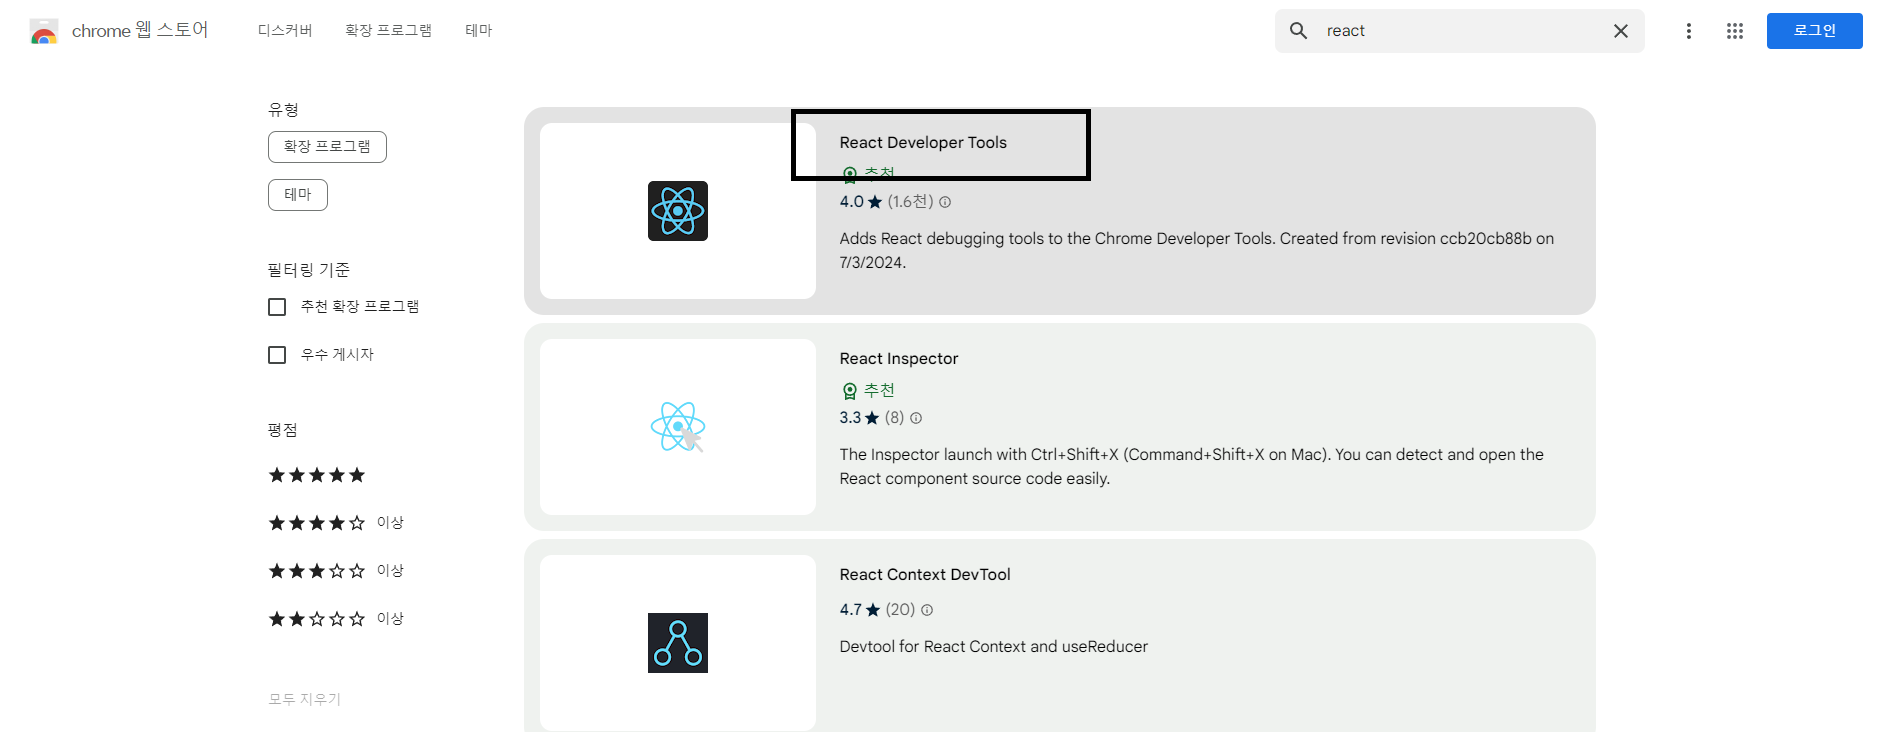 chrome 웹 스토어
디스커버
확장 프로그램
테마
react
로그인
유형
확장 프로그램
테마
필터링 기준
추천 확장 프로그램
우수 게시자
평점
이상
이상
이상
모두 지우기
React Developer Tools
추천
4.0 (1.6천)
Adds React debugging tools to the Chrome Developer Tools. Created from revision ccb20cb88b on
7/3/2024.
React Inspector
추천
3.3 (8)
The Inspector launch with Ctrl+Shift+X (Command+Shift+X on Mac). You can detect and open the
React component source code easily.
React Context DevTool
4.7 (20)
Devtool for React Context and useReducer